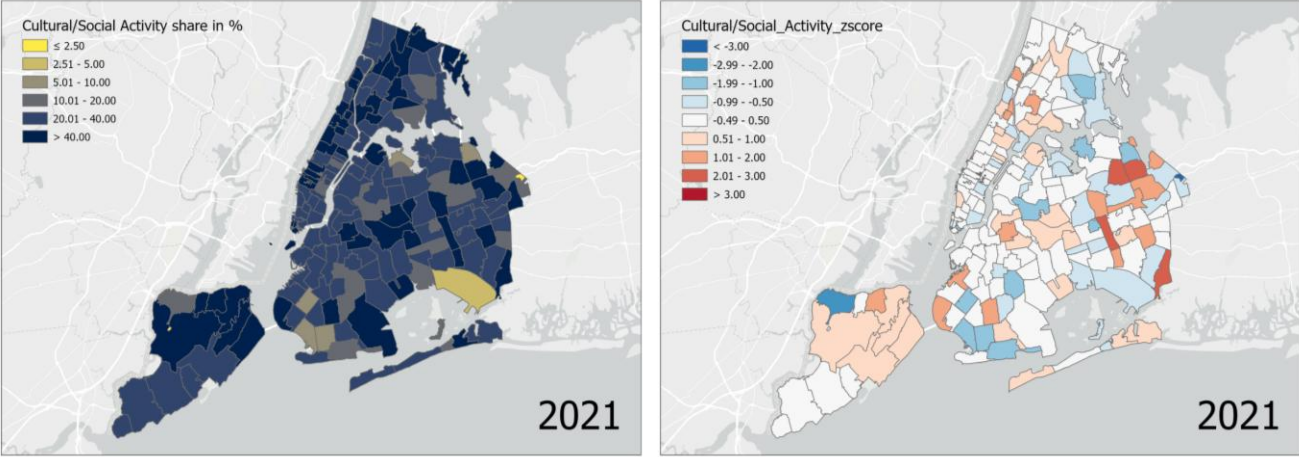 Cultural/Social Activity share in %
≤ 2.50
2.51 - 5.00
5.01 - 10.00
10.01 - 20.00
20.01 - 40.00
> 40.00
2021
Cultural/Social_Activity_zscore
< -3.00
-2.99 - -2.00
-1.99 - -1.00
-0.99 - -0.50
-0.49 - 0.50
0.51 - 1.00
1.01 - 2.00
2.01 - 3.00
> 3.00
2021